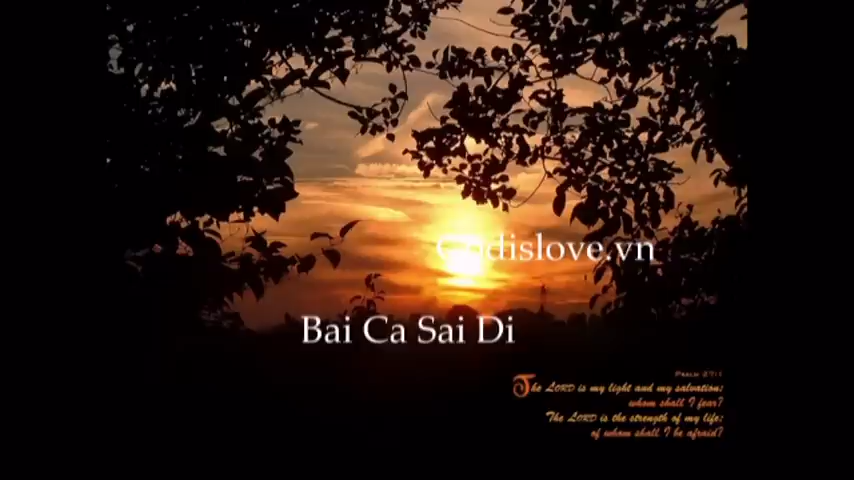 Godislove.vn
Bai Ca Sai Di
Psalm 27:1
The LORD is my light and my salvation;
whom shall I fear?
The LORD is the strength of my life;
of whom shall I be afraid?